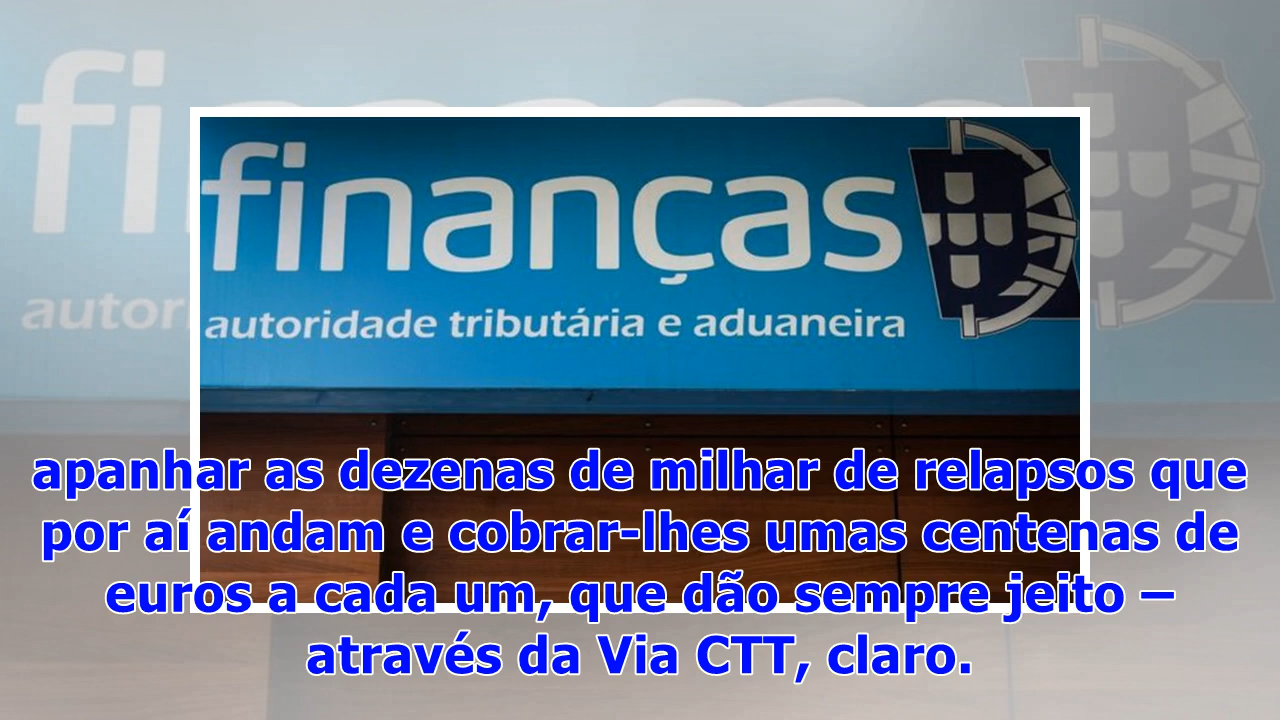 finanças
autoridade tributária e aduaneira
apanhar as dezenas de milhar de relapsos que
por aí andam e cobrar-lhes umas centenas de
euros a cada um, que dão sempre jeito –
através da Via CTT, claro.